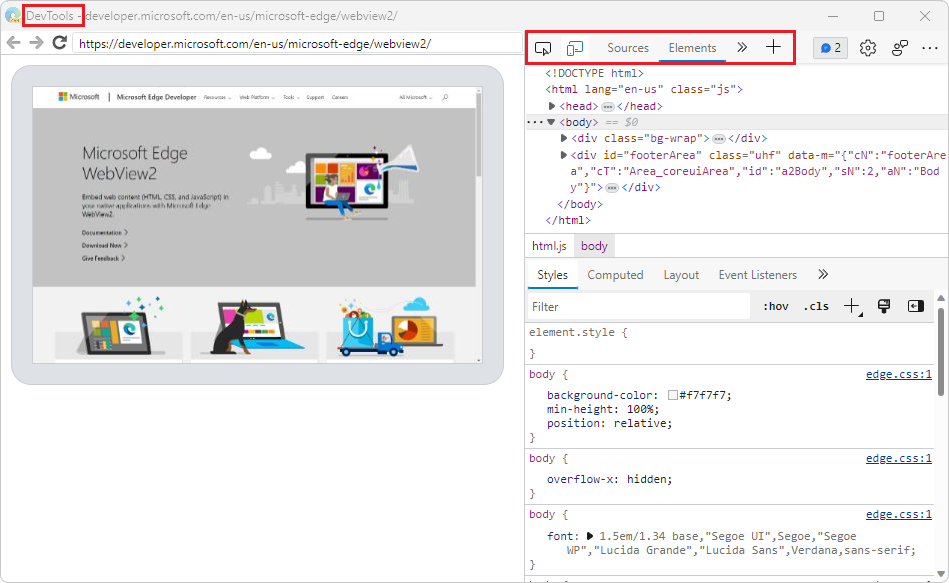 DevTools - developer.microsoft.com/en-us/microsoft-edge/webview2/
https://developer.microsoft.com/en-us/microsoft-edge/webview2/
Microsoft | Microsoft Edge Developer Resources Web Platform Tools Support Careers All Microsoft
Microsoft Edge
WebView2
Embed web content (HTML, CSS, and JavaScript) in
your native applications with Microsoft Edge
WebView2.
Documentation >
Download Now >
Give Feedback >
Sources Elements 2
<!DOCTYPE html>
<html lang="en-us" class="js">
<head> … </head>
… <body> == $0
<div class="bg-wrap"> … </div>
<div id="footerArea" class="uhf" data-m="{"cN":"footerAre
a","cT":"Area_coreuiArea","id":"a2Body","sN":2,"aN":"Bod
y"}"> … </div>
</body>
</html>
html.js body
Styles Computed Layout Event Listeners
Filter :hov .cls
element.style {
}
body { edge.css:1
background-color: #f7f7f7;
min-height: 100%;
position: relative;
}
body { edge.css:1
overflow-x: hidden;
}
body { edge.css:1
font: 1.5em/1.34 base,"Segoe UI",Segoe,"Segoe
WP","Lucida Grande","Lucida Sans",Verdana,sans-serif;
}